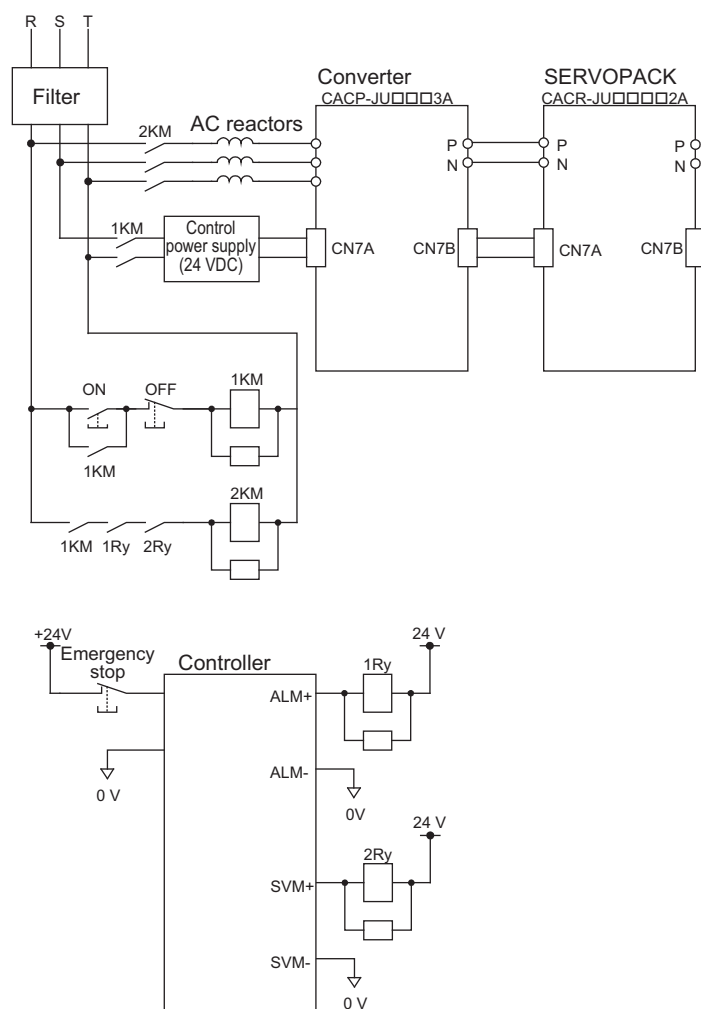 R S T
Filter
Converter
CACP-JU□□□3A
SERVOPACK
CACR-JU□□□□2A
2KM
AC reactors
P
N
P
N
P
N
1KM
Control
power supply
(24 VDC)
CN7A
CN7B
CN7A
CN7B
ON
OFF
1KM
1KM
2KM
1KM 1Ry 2Ry
+24V
Emergency
stop
Controller
1Ry
24 V
ALM+
ALM-
0 V
0V
24 V
2Ry
SVM+
SVM-
0 V